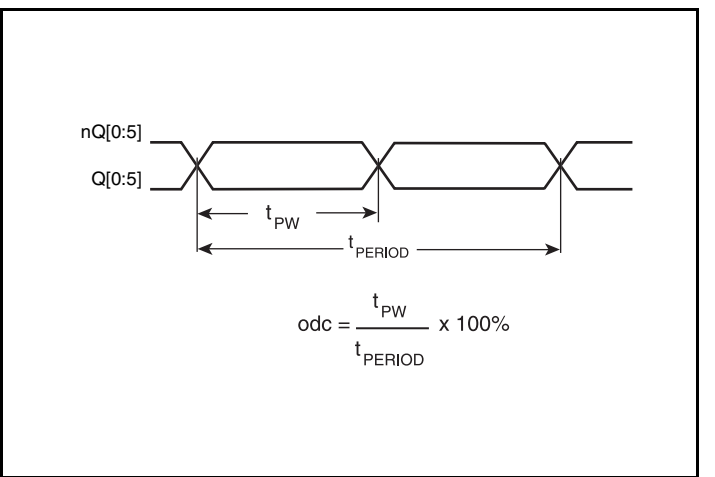 nQ[0:5]
Q[0:5]
tPW
tPERIOD
odc = tPW / tPERIOD x 100%